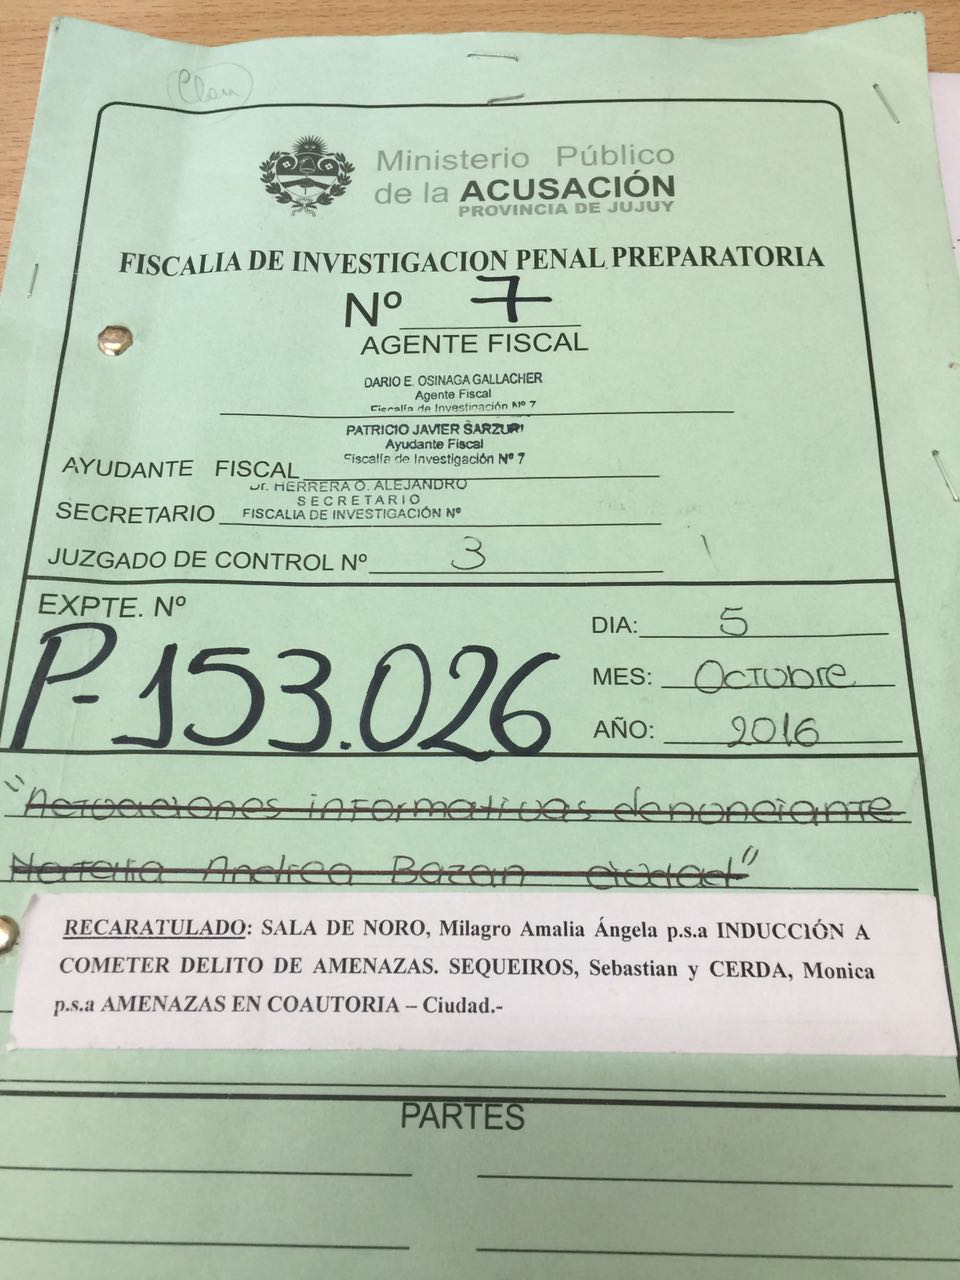 Clau
Ministerio Público
de la ACUSACIÓN
PROVINCIA DE JUJUY
FISCALIA DE INVESTIGACION PENAL PREPARATORIA
Nº 7
AGENTE FISCAL
DARIO E. OSINAGA GALLACHER
Agente Fiscal
Fiscalía de Investigación Nº 7
PATRICIO JAVIER SARZURI
Ayudante Fiscal
Fiscalía de Investigación Nº 7
AYUDANTE FISCAL
Dr. HERRERA O. ALEJANDRO
SECRETARIO
FISCALIA DE INVESTIGACIÓN Nº
SECRETARIO
JUZGADO DE CONTROL Nº 3
EXPTE. Nº
P-153.026
DIA: 5
MES: Octubre
AÑO: 2016
"Actuaciones informativas denunciante
Natalia Andrea Bazan ciudad"
RECARATULADO: SALA DE NORO, Milagro Amalia Ángela p.s.a INDUCCIÓN A
COMETER DELITO DE AMENAZAS. SEQUEIROS, Sebastian y CERDA, Monica
p.s.a AMENAZAS EN COAUTORIA – Ciudad.-
PARTES